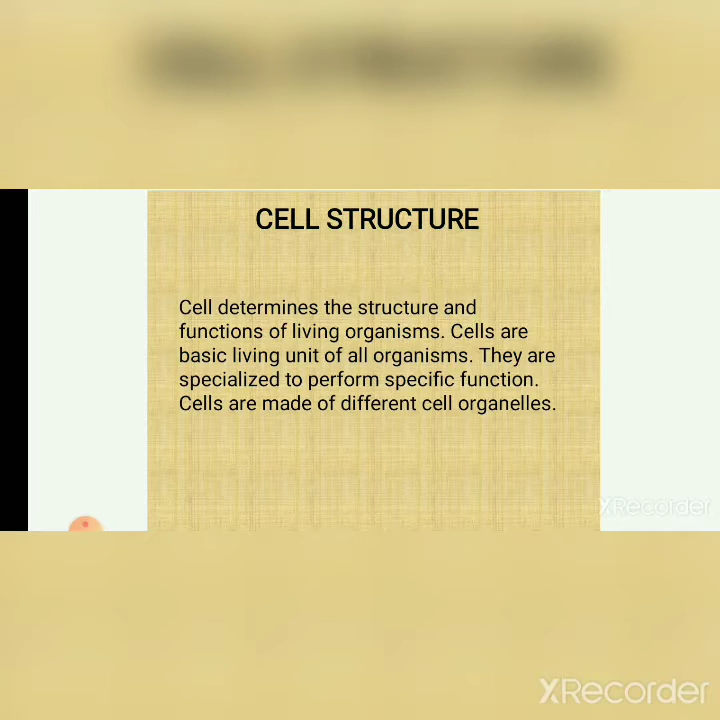 CELL STRUCTURE
Cell determines the structure and
functions of living organisms. Cells are
basic living unit of all organisms. They are
specialized to perform specific function.
Cells are made of different cell organelles.
XRecorder
XRecorder